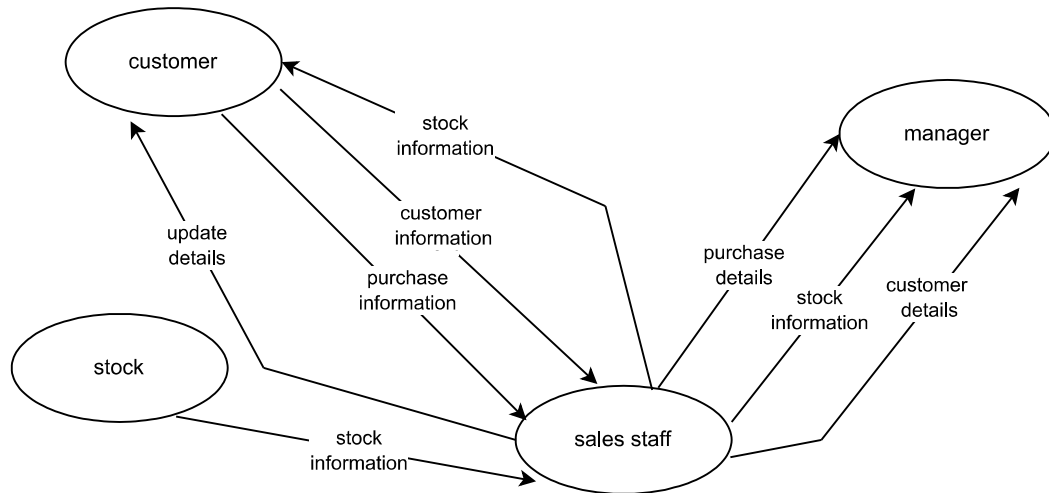 customer
stock
information
manager
customer
information
update
details
purchase
details
purchase
information
stock
information
customer
details
stock
sales staff
stock
information